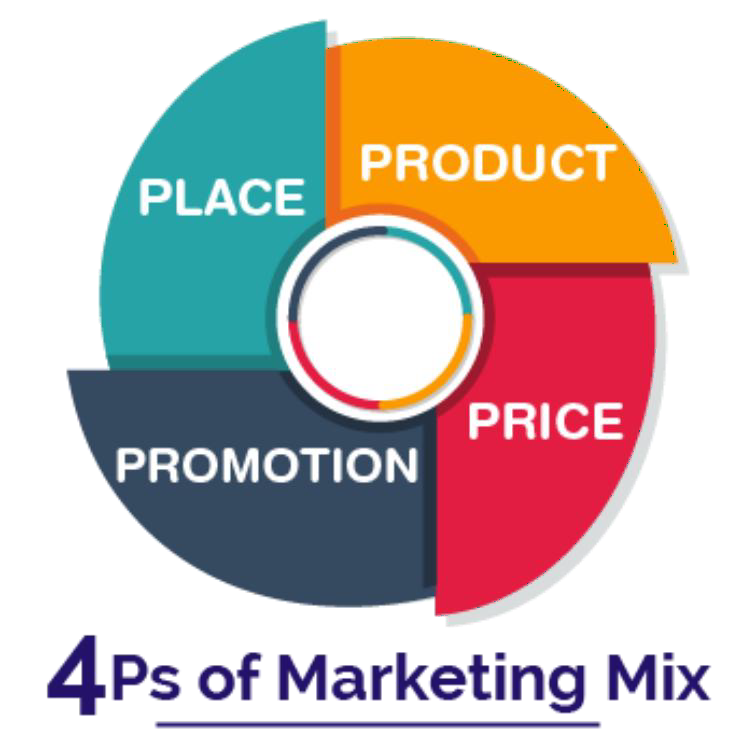 PLACE
PRODUCT
PRICE
PROMOTION
4Ps of Marketing Mix